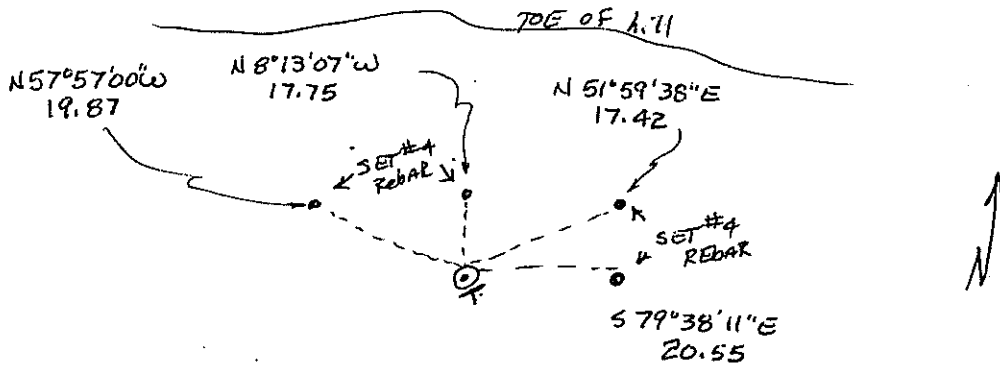 TOE OF hill
N 57°57'00"W
19.87
N 8°13'07"W
17.75
N 51°59'38"E
17.42
SET #4
RebAR
SET #4
REbAR
S 79°38'11"E
20.55
N